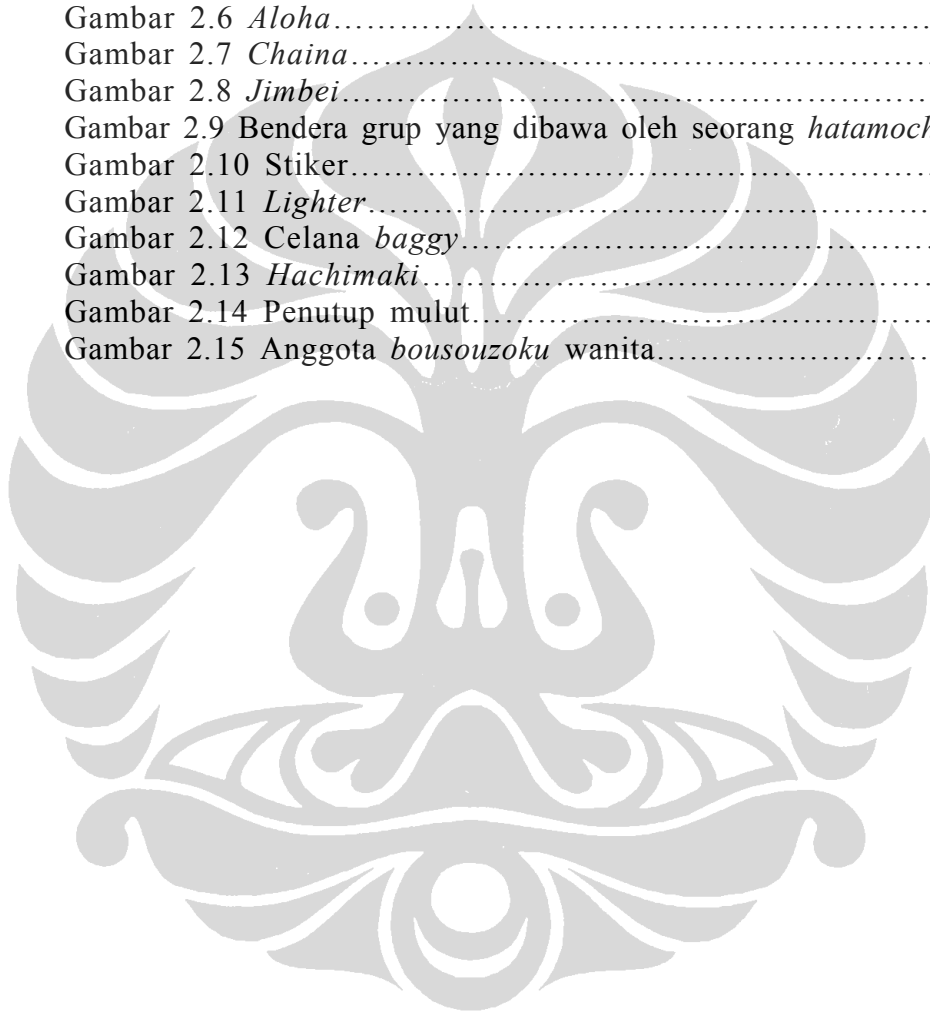 Gambar 2.6 Aloha……………………………………………………
Gambar 2.7 Chaina…………………………………………………
Gambar 2.8 Jimbei…………………………………………………
Gambar 2.9 Bendera grup yang dibawa oleh seorang hatamoch
Gambar 2.10 Stiker…………………………………………………
Gambar 2.11 Lighter………………………………………………
Gambar 2.12 Celana baggy………………………………………
Gambar 2.13 Hachimaki……………………………………………
Gambar 2.14 Penutup mulut………………………………………
Gambar 2.15 Anggota bousouzoku wanita………………………